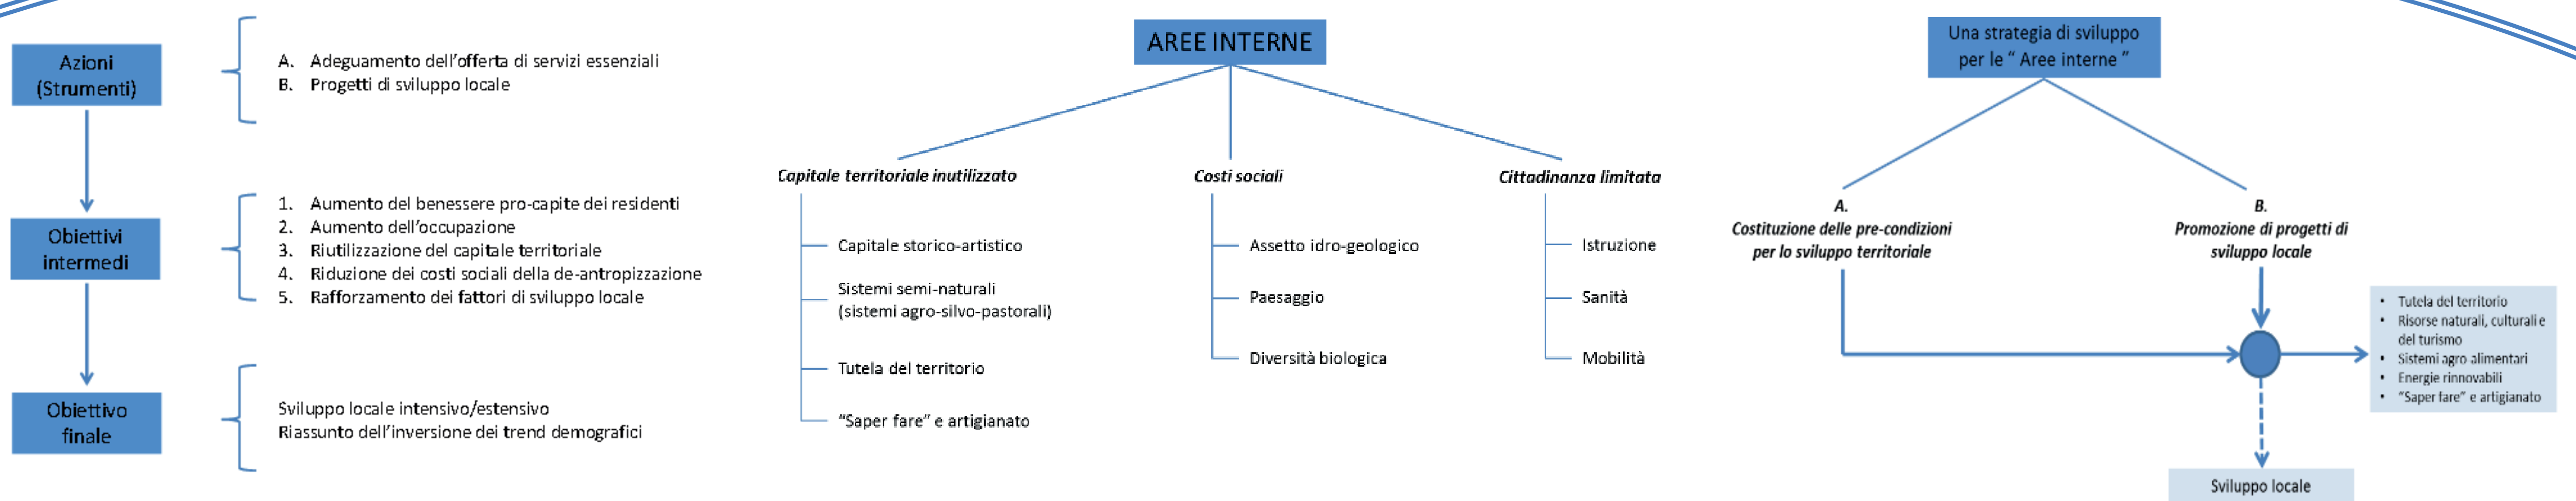 Azioni
(Strumenti)
A. Adeguamento dell'offerta di servizi essenziali
B. Progetti di sviluppo locale
Obiettivi
intermedi
1. Aumento del benessere pro-capite dei residenti
2. Aumento dell'occupazione
3. Riutilizzazione del capitale territoriale
4. Riduzione dei costi sociali della de-antropizzazione
5. Rafforzamento dei fattori di sviluppo locale
Obiettivo
finale
Sviluppo locale intensivo/estensivo
Riassunto dell'inversione dei trend demografici
AREE INTERNE
Capitale territoriale inutilizzato
Capitale storico-artistico
Sistemi semi-naturali
(sistemi agro-silvo-pastorali)
Tutela del territorio
"Saper fare" e artigianato
Costi sociali
Assetto idro-geologico
Paesaggio
Diversità biologica
Cittadinanza limitata
Istruzione
Sanità
Mobilità
Una strategia di sviluppo
per le " Aree interne "
A.
Costituzione delle pre-condizioni
per lo sviluppo territoriale
B.
Promozione di progetti di
sviluppo locale
• Tutela del territorio
• Risorse naturali, culturali e
del turismo
• Sistemi agro alimentari
• Energie rinnovabili
• "Saper fare" e artigianato
Sviluppo locale